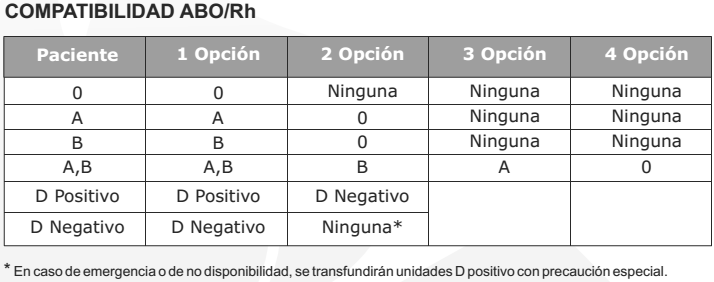 COMPATIBILIDAD ABO/Rh
Paciente 1 Opción 2 Opción 3 Opción 4 Opción
0 0 Ninguna Ninguna Ninguna
A A 0 Ninguna Ninguna
B B 0 Ninguna Ninguna
A,B A,B B A 0
D Positivo D Positivo D Negativo
D Negativo D Negativo Ninguna*
* En caso de emergencia o de no disponibilidad, se transfundirán unidades D positivo con precaución especial.